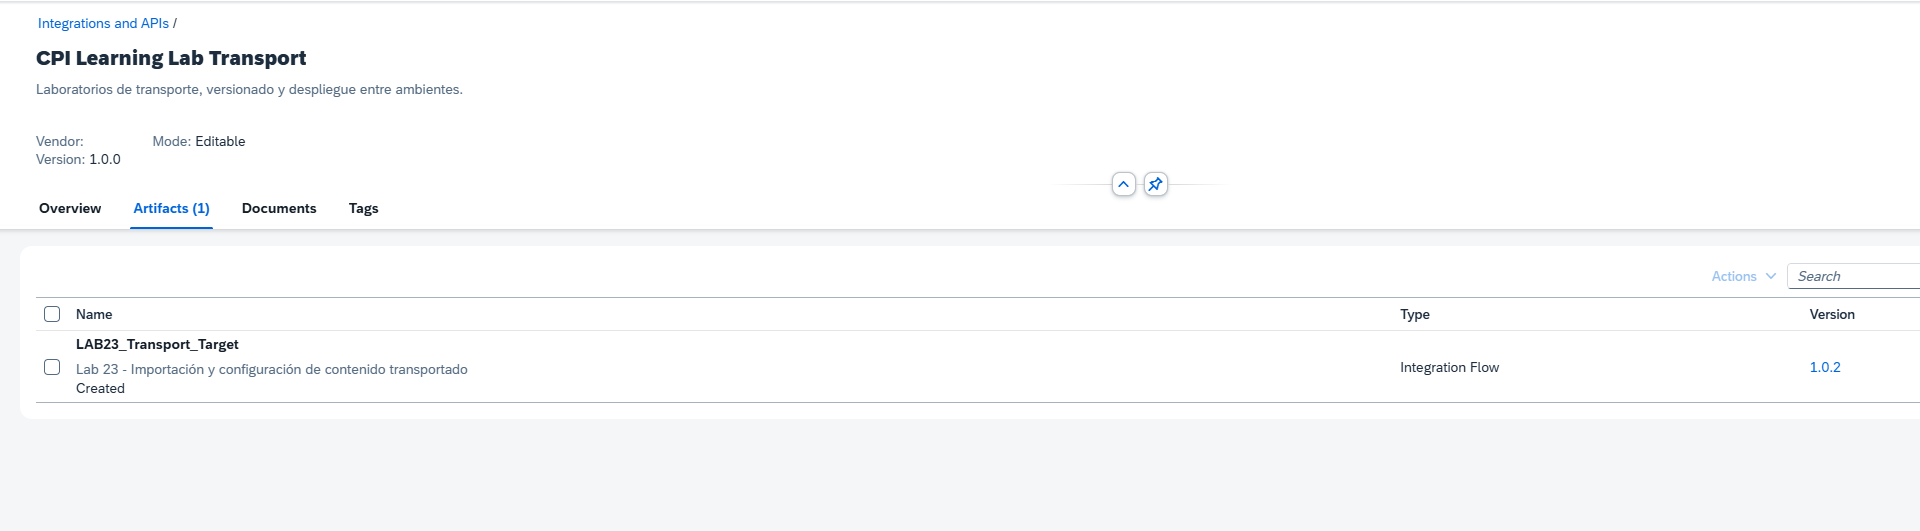 Integrations and APIs /
CPI Learning Lab Transport
Laboratorios de transporte, versionado y despliegue entre ambientes.
Vendor: Mode: Editable
Version: 1.0.0
Overview Artifacts (1) Documents Tags
Actions Search
Name Type Version
LAB23_Transport_Target
Lab 23 - Importación y configuración de contenido transportado Integration Flow 1.0.2
Created